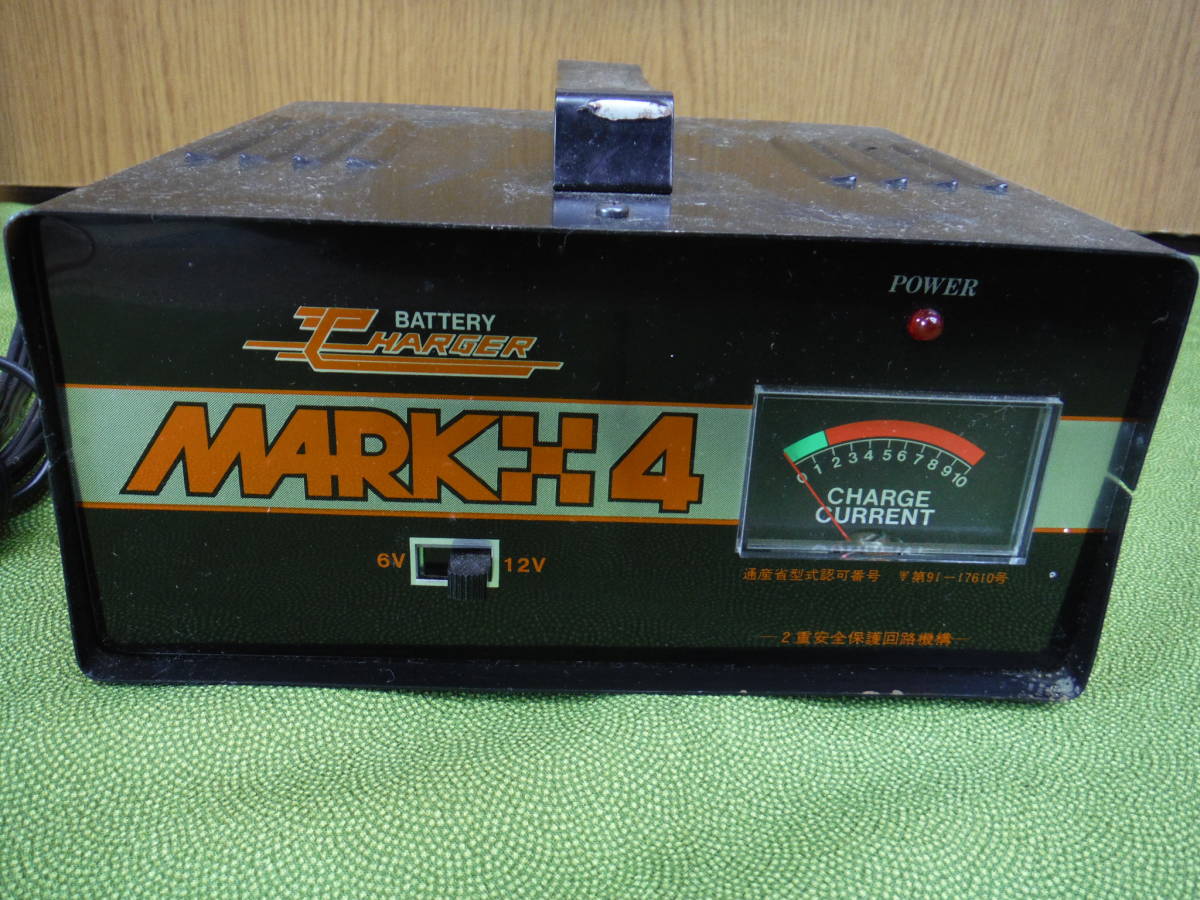 POWER
BATTERY
CHARGER
MARK 4
0 1 2 3 4 5 6 7 8 9 10
CHARGE
CURRENT
6V 12V
通産省型式認可番号 〒第91-17610号
2重安全保護回路機構